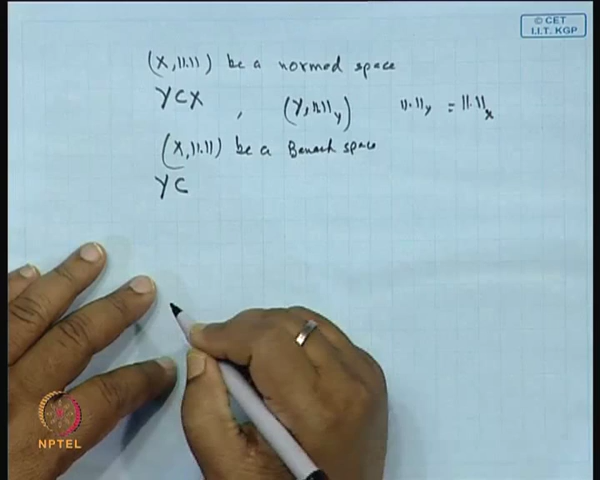 © CET
I.I.T. KGP
(X, ||.||) be a normed space
Y ⊂ X , (Y, ||.||_Y) ||.||_Y = ||.||_X
(X, ||.||) be a Banach space
Y ⊂
NPTEL